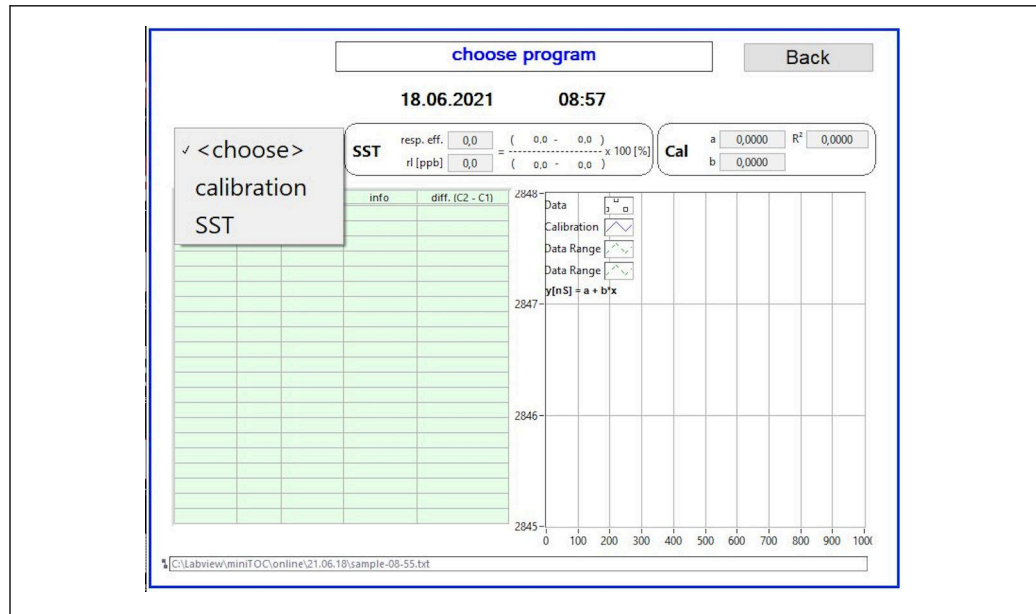 choose program
Back
18.06.2021 08:57
✓ <choose>
calibration
SST
SST resp. eff. 0,0 = ( 0,0 - 0,0 ) x 100 [%]
rl [ppb] 0,0 ( 0,0 - 0,0 )
Cal a 0,0000 R² 0,0000
b 0,0000
info diff. (C2 - C1)
2848
Data
Calibration
Data Range
Data Range
y[nS] = a + b*x
2847
2846
2845
0 100 200 300 400 500 600 700 800 900 100
C:\Labview\miniTOC\online\21.06.18\sample-08-55.txt